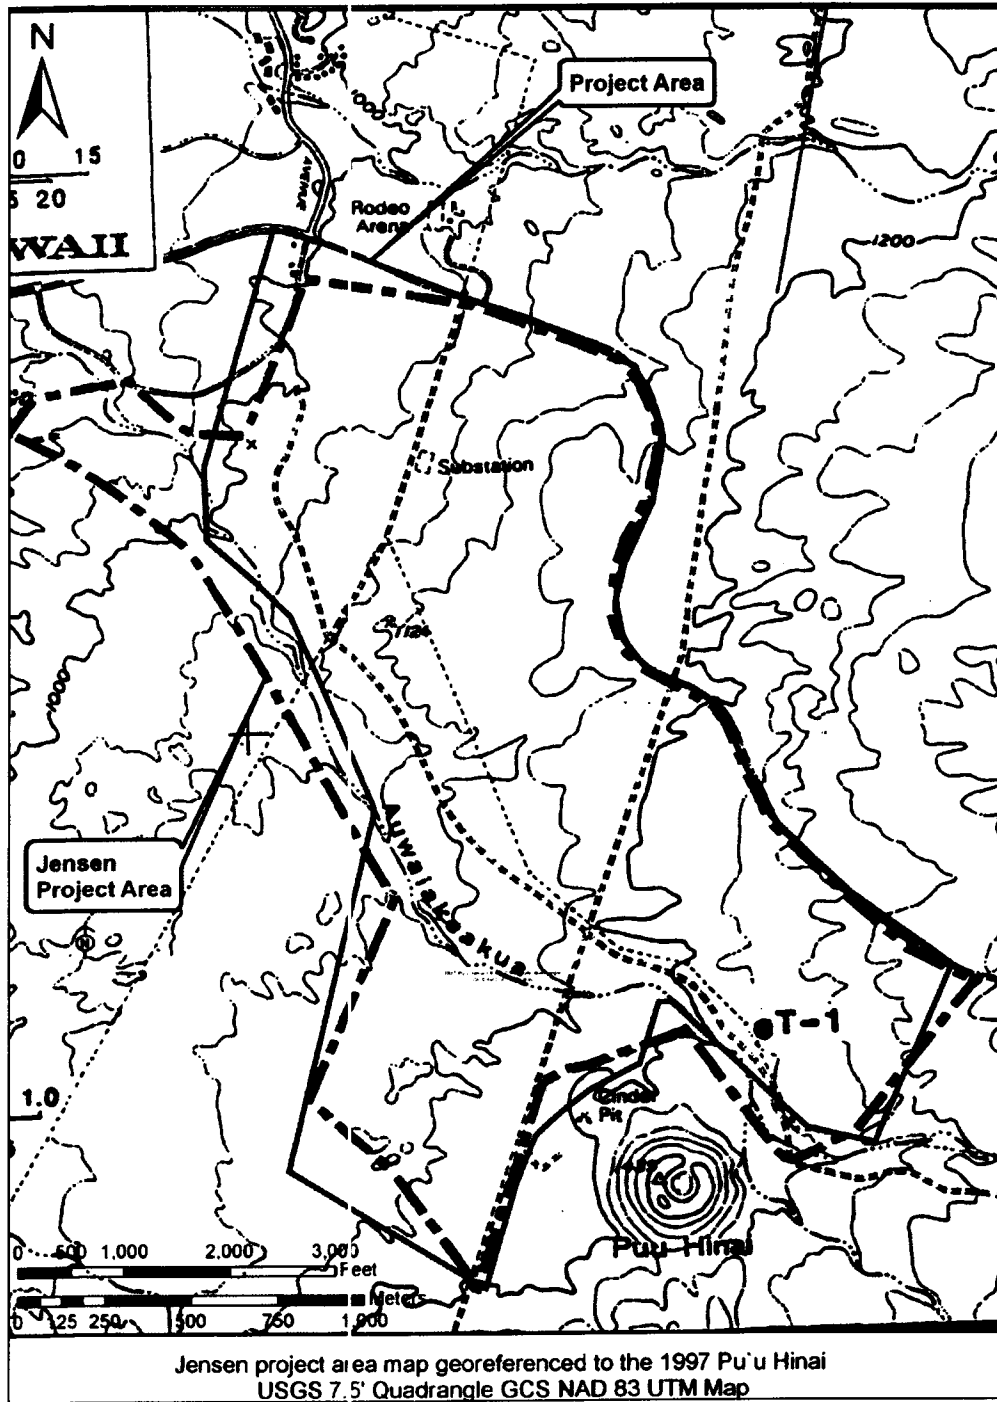 N
0 15
5 20
WAII
Project Area
1000
AVENUE
Rodeo
Arena
1200
Substation
1124
1000
Auwaiakeakua
Jensen
Project Area
N
T-1
1.0
Cinder
Pit
Puu Hinai
0 500 1,000 2,000 3,000
Feet
Meters
0 125 250 500 750 1,000
Jensen project area map georeferenced to the 1997 Pu`u Hinai
USGS 7.5' Quadrangle GCS NAD 83 UTM Map